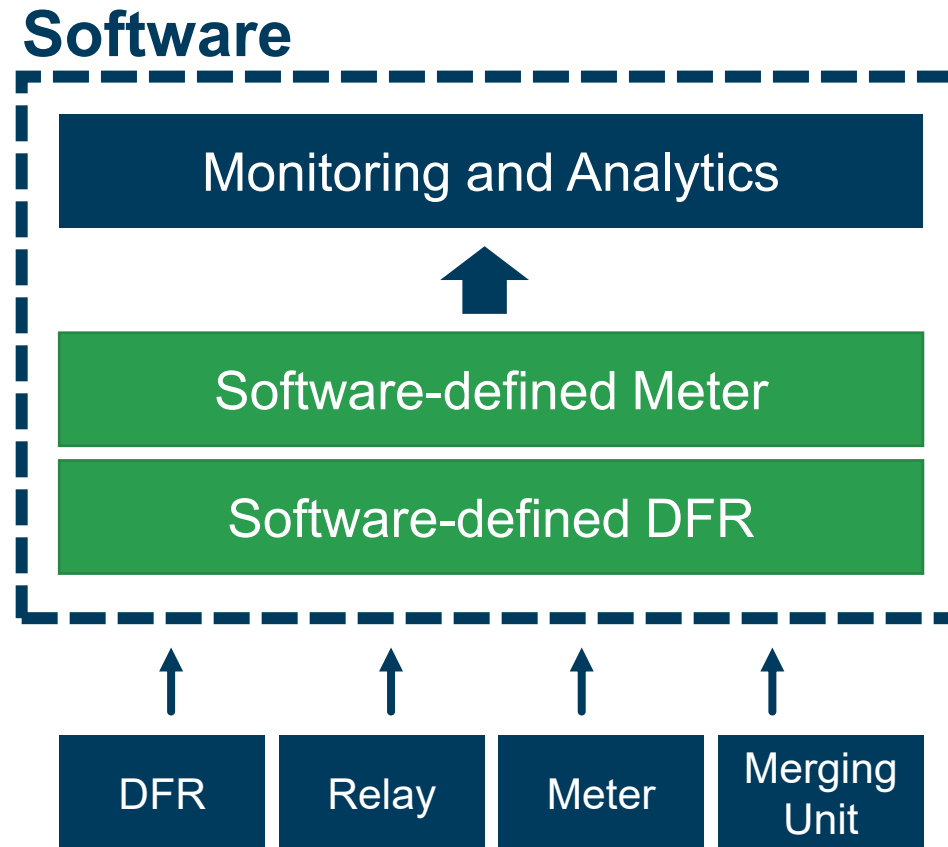 Software
Monitoring and Analytics
Software-defined Meter
Software-defined DFR
DFR
Relay
Meter
Merging
Unit